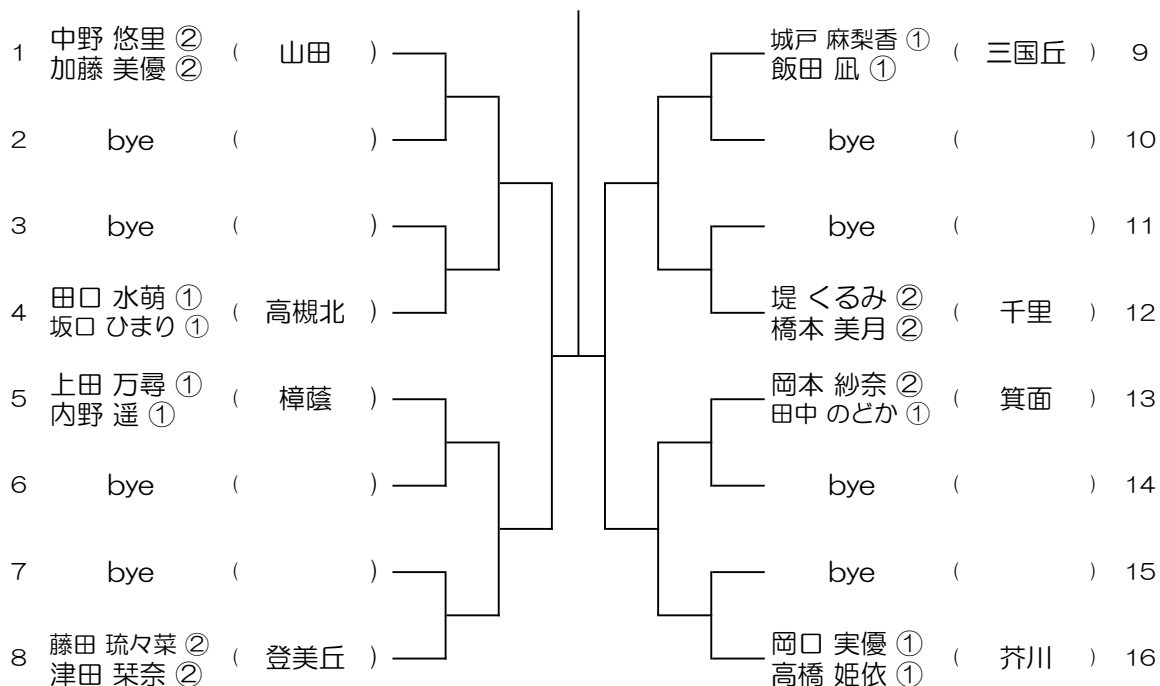 1 中野 悠里 ② ( 山田 )
加藤 美優 ②
2 bye ( )
3 bye ( )
4 田口 水萌 ① ( 高槻北 )
坂口 ひまり ①
5 上田 万尋 ① ( 樟蔭 )
内野 遥 ①
6 bye ( )
7 bye ( )
8 藤田 琉々菜 ② ( 登美丘 )
津田 栞奈 ②
城戸 麻梨香 ① ( 三国丘 ) 9
飯田 凪 ①
bye ( ) 10
bye ( ) 11
堤 くるみ ② ( 千里 ) 12
橋本 美月 ②
岡本 紗奈 ② ( 箕面 ) 13
田中 のどか ①
bye ( ) 14
bye ( ) 15
岡口 実優 ① ( 芥川 ) 16
高橋 姫依 ①